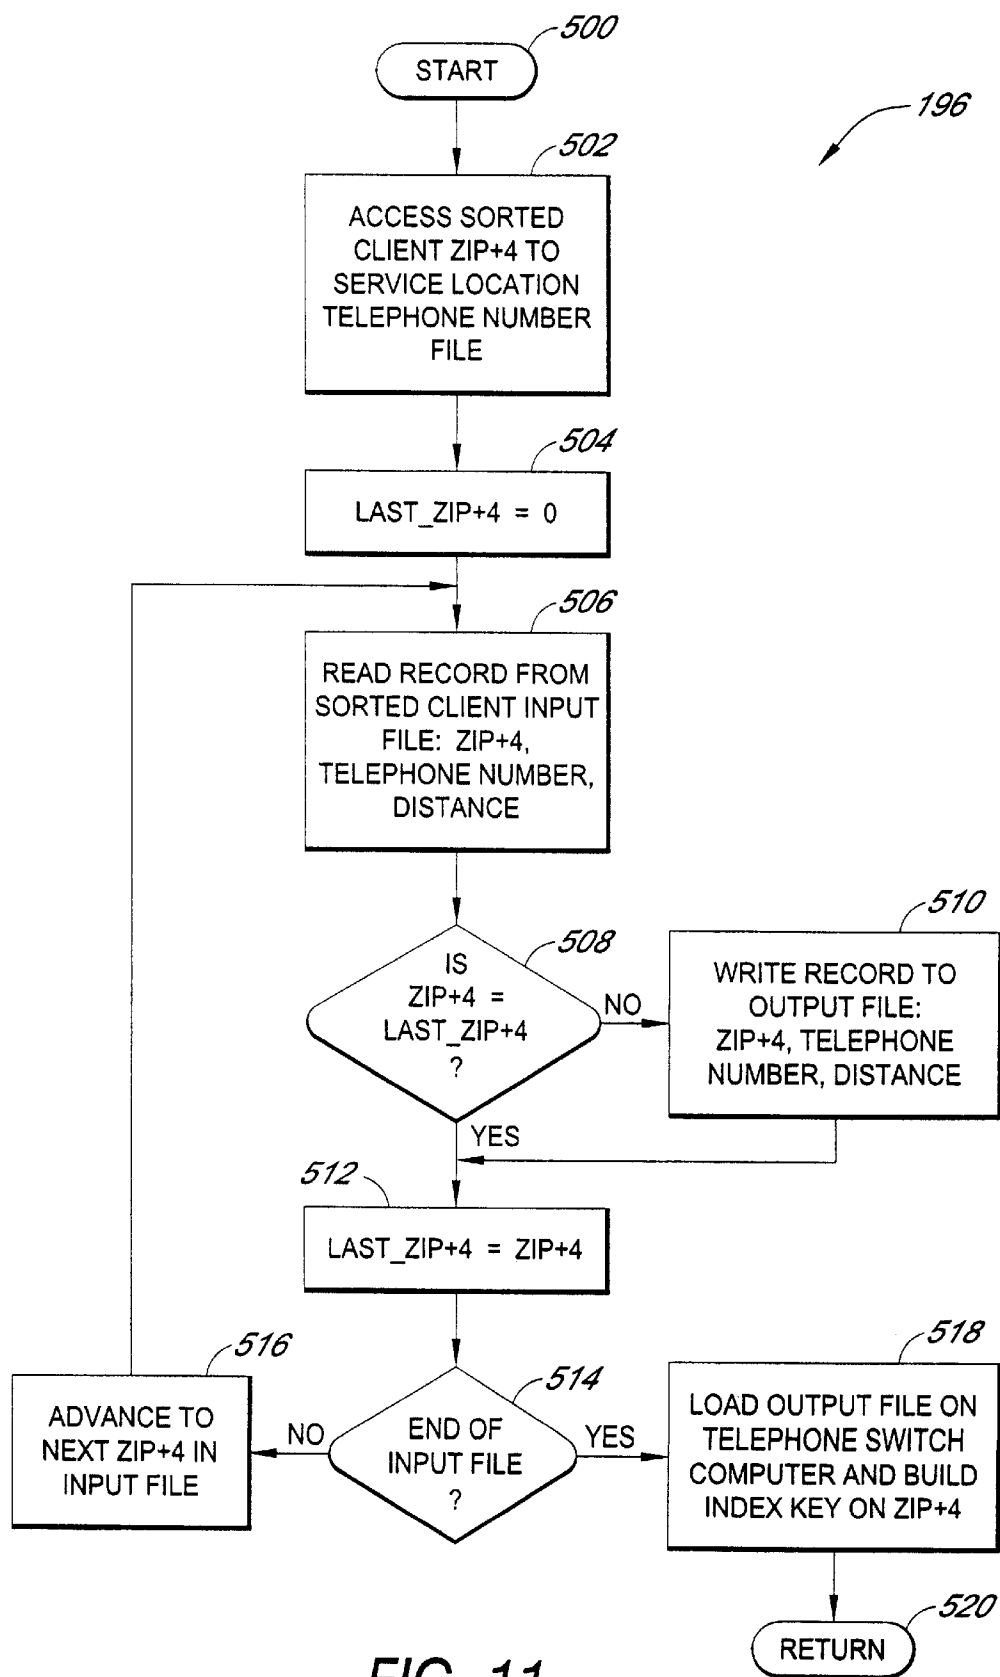 500
START
196
502
ACCESS SORTED
CLIENT ZIP+4 TO
SERVICE LOCATION
TELEPHONE NUMBER
FILE
504
LAST_ZIP+4 = 0
506
READ RECORD FROM
SORTED CLIENT INPUT
FILE: ZIP+4,
TELEPHONE NUMBER,
DISTANCE
508
IS
ZIP+4 =
LAST_ZIP+4
?
NO
510
WRITE RECORD TO
OUTPUT FILE:
ZIP+4, TELEPHONE
NUMBER, DISTANCE
YES
512
LAST_ZIP+4 = ZIP+4
514
END OF
INPUT FILE
?
NO
516
ADVANCE TO
NEXT ZIP+4 IN
INPUT FILE
YES
518
LOAD OUTPUT FILE ON
TELEPHONE SWITCH
COMPUTER AND BUILD
INDEX KEY ON ZIP+4
520
RETURN
FIG. 11